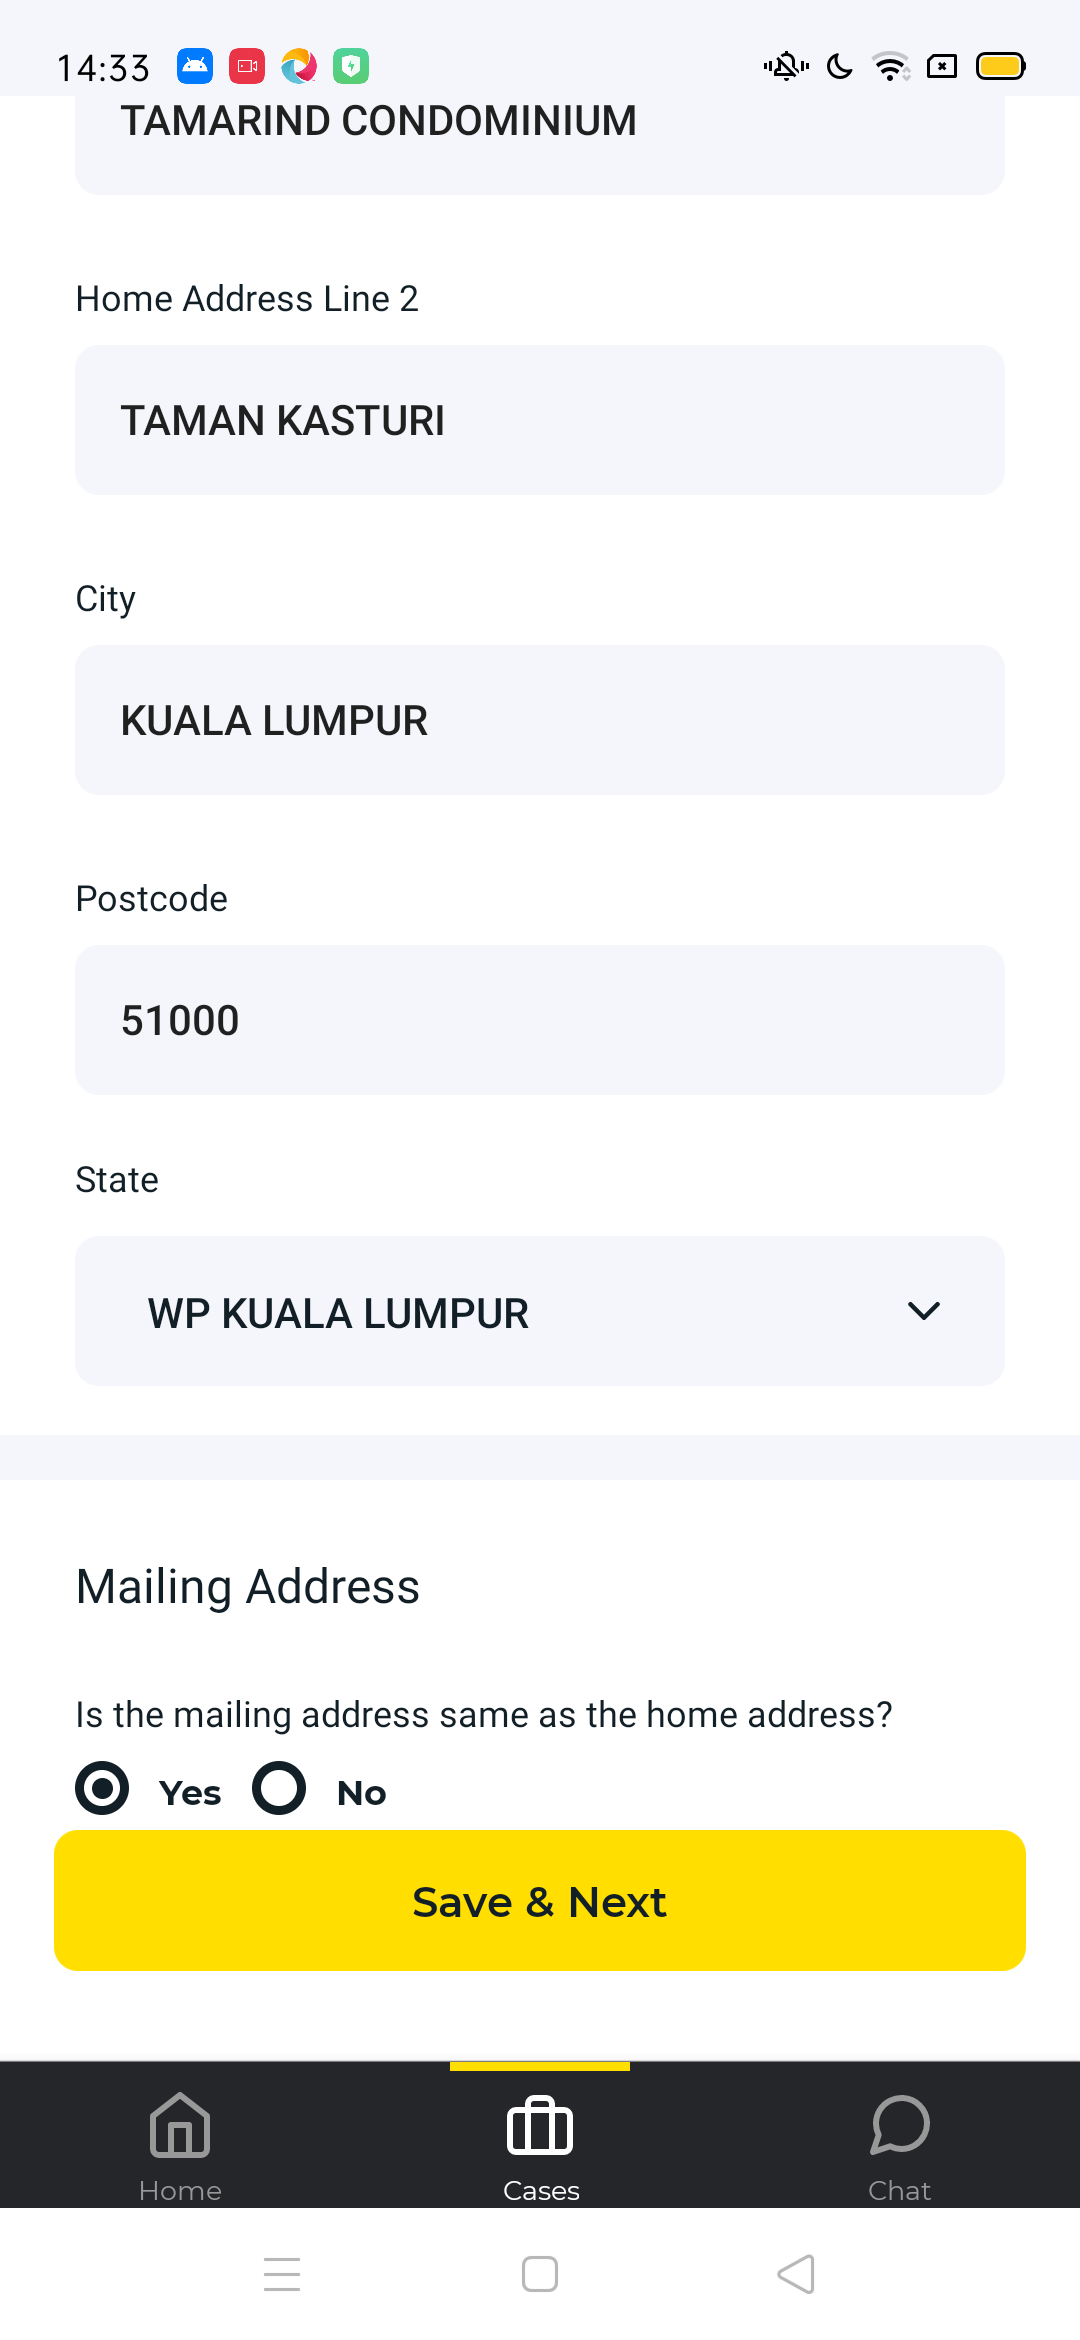 14:33
TAMARIND CONDOMINIUM
Home Address Line 2
TAMAN KASTURI
City
KUALA LUMPUR
Postcode
51000
State
WP KUALA LUMPUR
Mailing Address
Is the mailing address same as the home address?
Yes No
Save & Next
Home Cases Chat